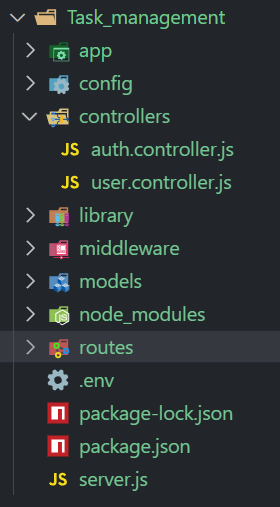 Task_management
app
config
controllers
JS auth.controller.js
JS user.controller.js
library
middleware
models
node_modules
routes
.env
package-lock.json
package.json
JS server.js